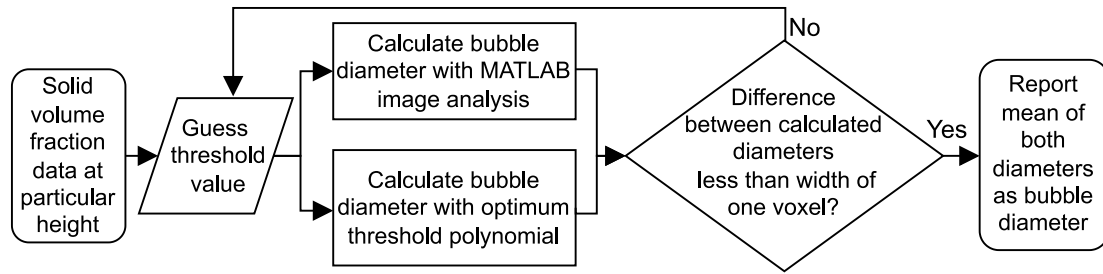 Solid
volume
fraction
data at
particular
height
Guess
threshold
value
Calculate bubble
diameter with MATLAB
image analysis
Calculate bubble
diameter with optimum
threshold polynomial
Difference
between calculated
diameters
less than width of
one voxel?
No
Yes
Report
mean of
both
diameters
as bubble
diameter